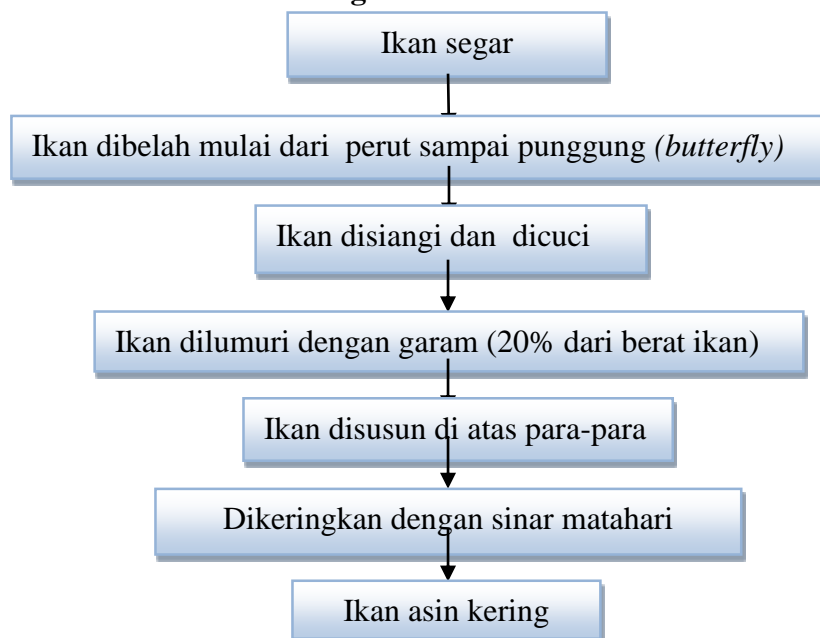 Ikan segar
Ikan dibelah mulai dari perut sampai punggung (butterfly)
Ikan disiangi dan dicuci
Ikan dilumuri dengan garam (20% dari berat ikan)
Ikan disusun di atas para-para
Dikeringkan dengan sinar matahari
Ikan asin kering